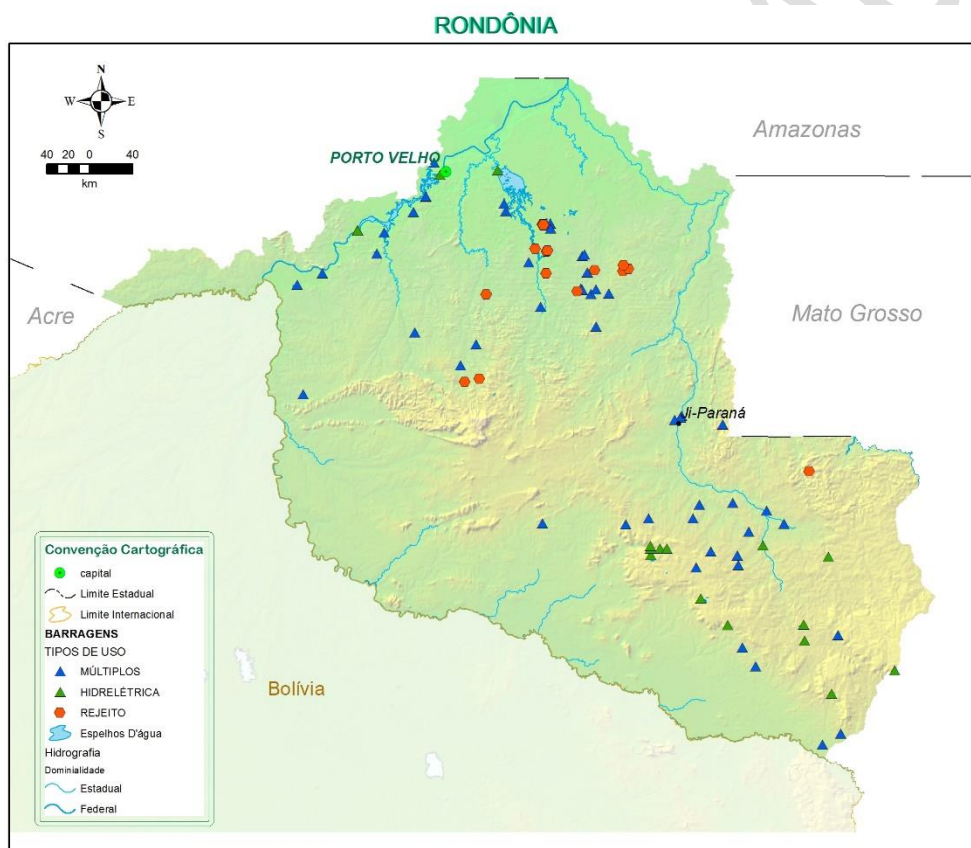 RONDÔNIA
N
W E
S
40 20 0 40
km
PORTO VELHO
Amazonas
Acre
Mato Grosso
Ji-Paraná
Bolívia
Convenção Cartográfica
capital
Limite Estadual
Limite Internacional
BARRAGENS
TIPOS DE USO
MÚLTIPLOS
HIDRELÉTRICA
REJEITO
Espelhos D'água
Hidrografia
Dominialidade
Estadual
Federal